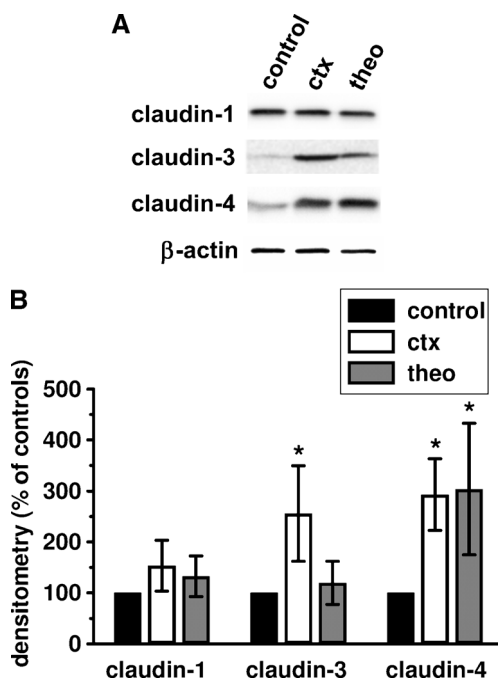 A
control ctx theo
claudin-1
claudin-3
claudin-4
β-actin
B
control
ctx
theo
densitometry (% of controls)
500
400
300
200
100
0
* * *
claudin-1 claudin-3 claudin-4